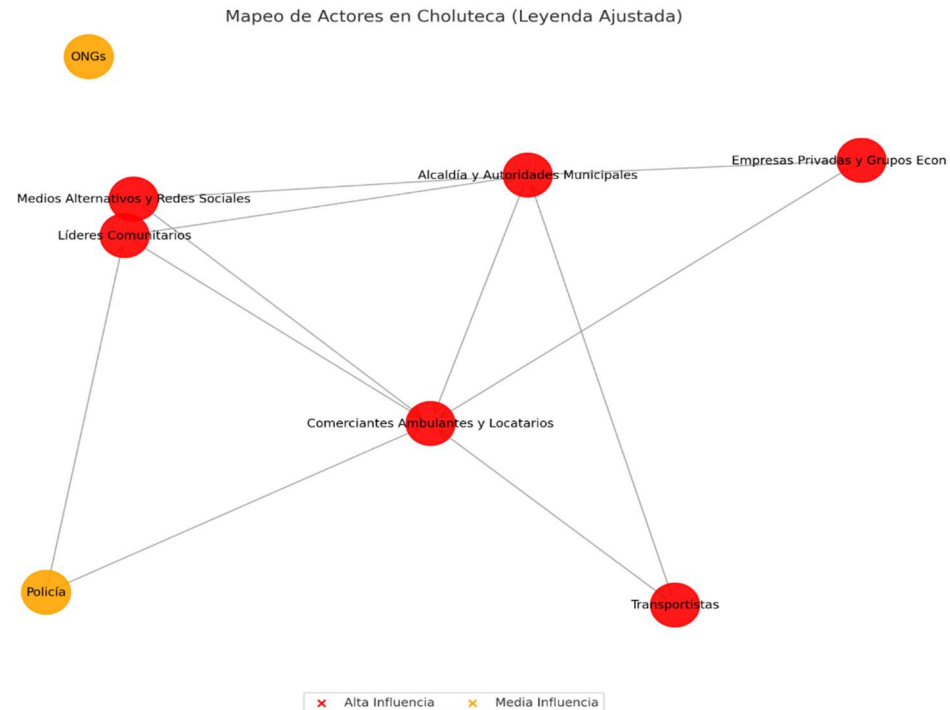 Mapeo de Actores en Choluteca (Leyenda Ajustada)
ONGs
Empresas Privadas y Grupos Econ
Alcaldía y Autoridades Municipales
Medios Alternativos y Redes Sociales
Líderes Comunitarios
Comerciantes Ambulantes y Locatarios
Policía
Transportistas
Alta Influencia
Media Influencia